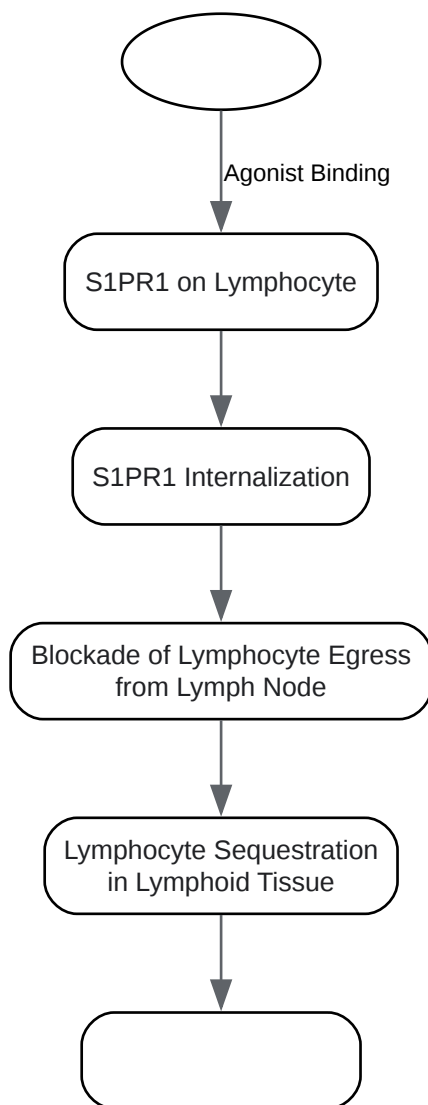 Agonist Binding
S1PR1 on Lymphocyte
S1PR1 Internalization
Blockade of Lymphocyte Egress
from Lymph Node
Lymphocyte Sequestration
in Lymphoid Tissue